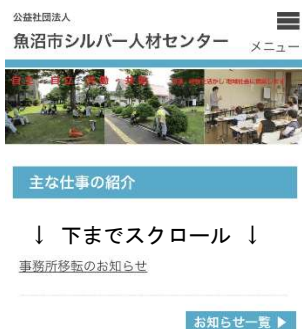 公益社団法人
魚沼市シルバー人材センター
メニュー
自主・自立 共働・共助
主な仕事の紹介
↓ 下までスクロール ↓
事務所移転のお知らせ
お知らせ一覧 ▶